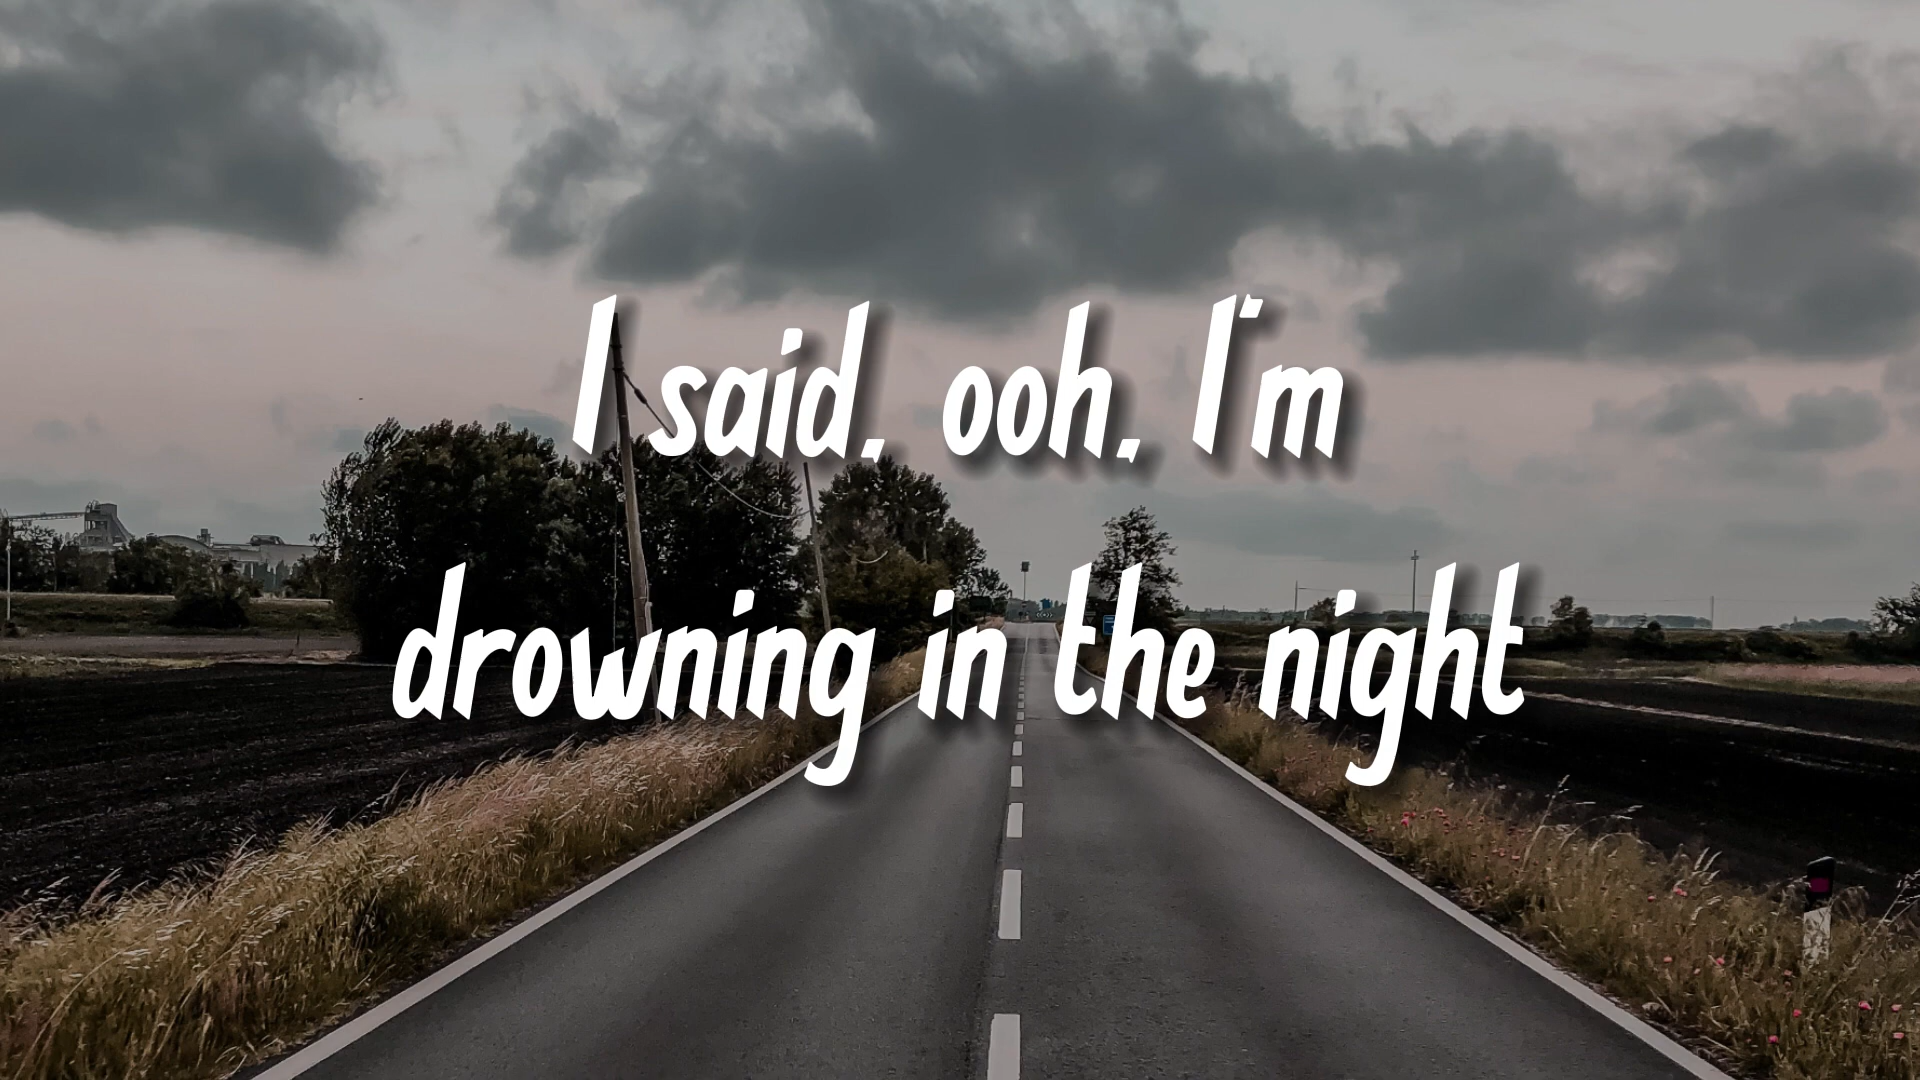 I said, ooh, I'm
drowning in the night